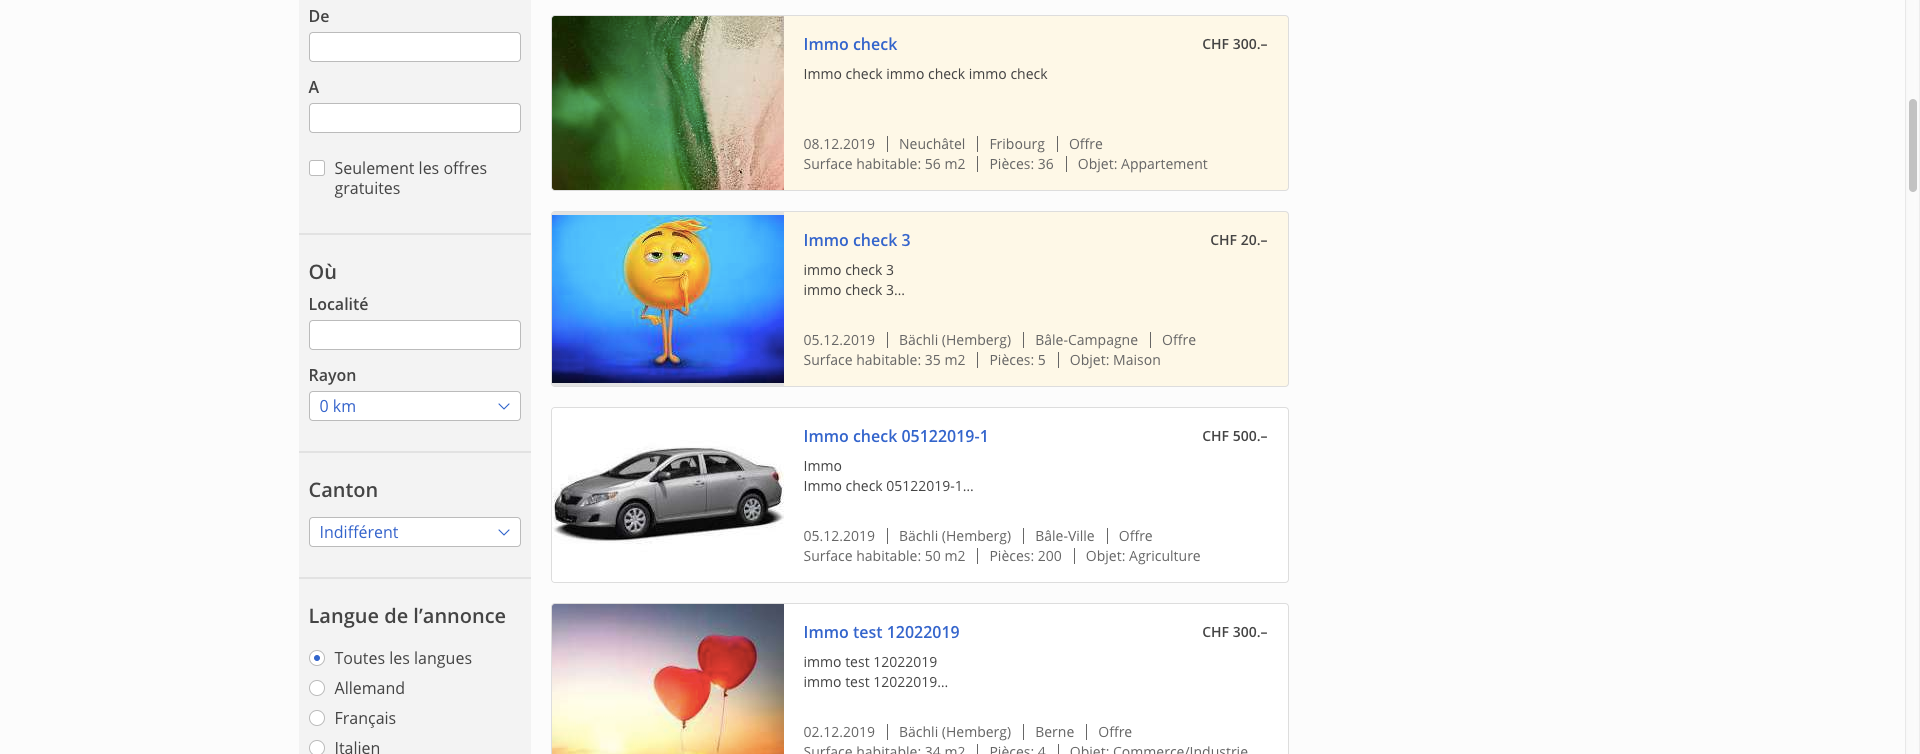 De
A
Seulement les offres
gratuites
Où
Localité
Rayon
0 km
Canton
Indifférent
Langue de l’annonce
Toutes les langues
Allemand
Français
Italien
Immo check
CHF 300.–
Immo check immo check immo check
08.12.2019 | Neuchâtel | Fribourg | Offre
Surface habitable: 56 m2 | Pièces: 36 | Objet: Appartement
Immo check 3
CHF 20.–
immo check 3
immo check 3...
05.12.2019 | Bächli (Hemberg) | Bâle-Campagne | Offre
Surface habitable: 35 m2 | Pièces: 5 | Objet: Maison
Immo check 05122019-1
CHF 500.–
Immo
Immo check 05122019-1...
05.12.2019 | Bächli (Hemberg) | Bâle-Ville | Offre
Surface habitable: 50 m2 | Pièces: 200 | Objet: Agriculture
Immo test 12022019
CHF 300.–
immo test 12022019
immo test 12022019...
02.12.2019 | Bächli (Hemberg) | Berne | Offre
Surface habitable: 34 m2 | Pièces: 4 | Objet: Commerce/Industrie